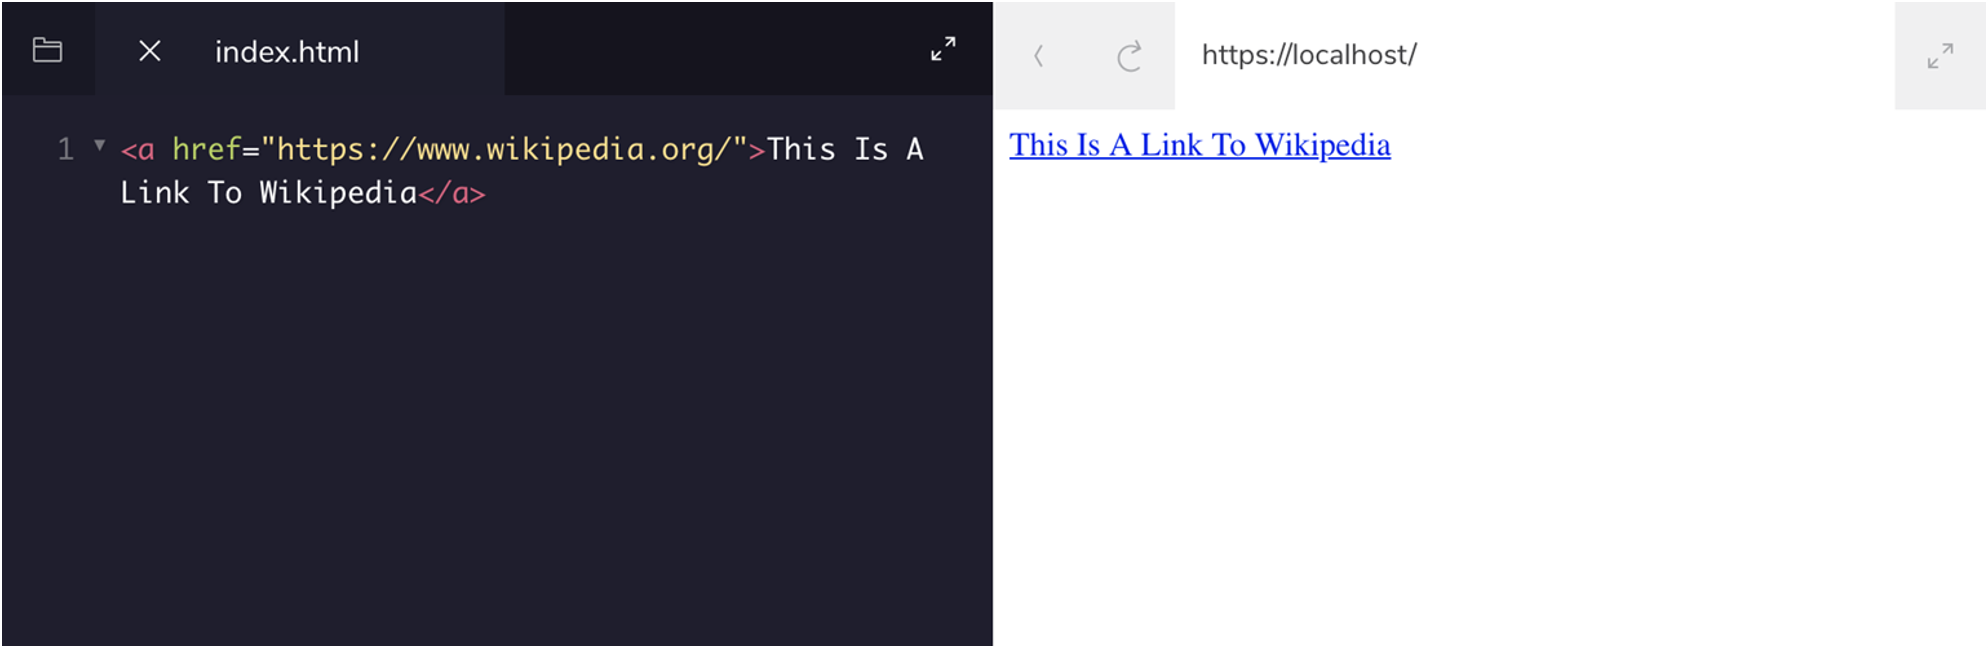 index.html
https://localhost/
1 <a href="https://www.wikipedia.org/">This Is A
Link To Wikipedia</a>
This Is A Link To Wikipedia